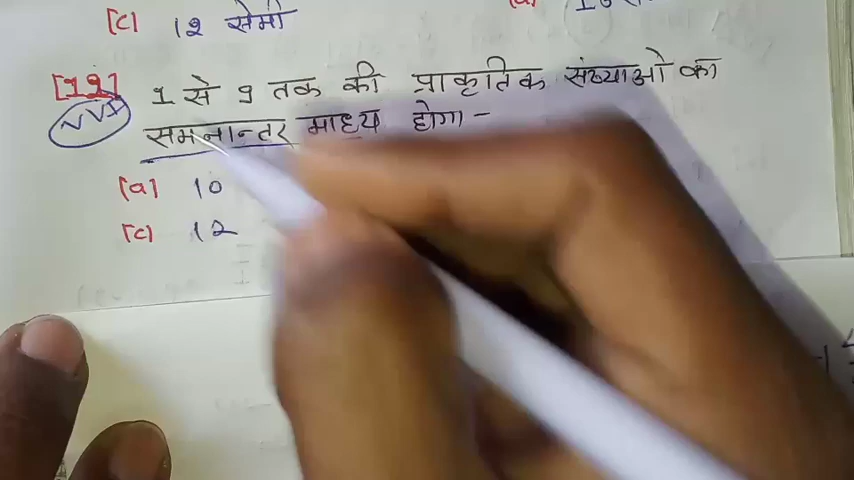 [c] 12 सेमी
[19] 1 से 9 तक की प्राकृतिक संख्याओ का
VVI समानान्तर माध्य होगा -
[a] 10
[c] 12